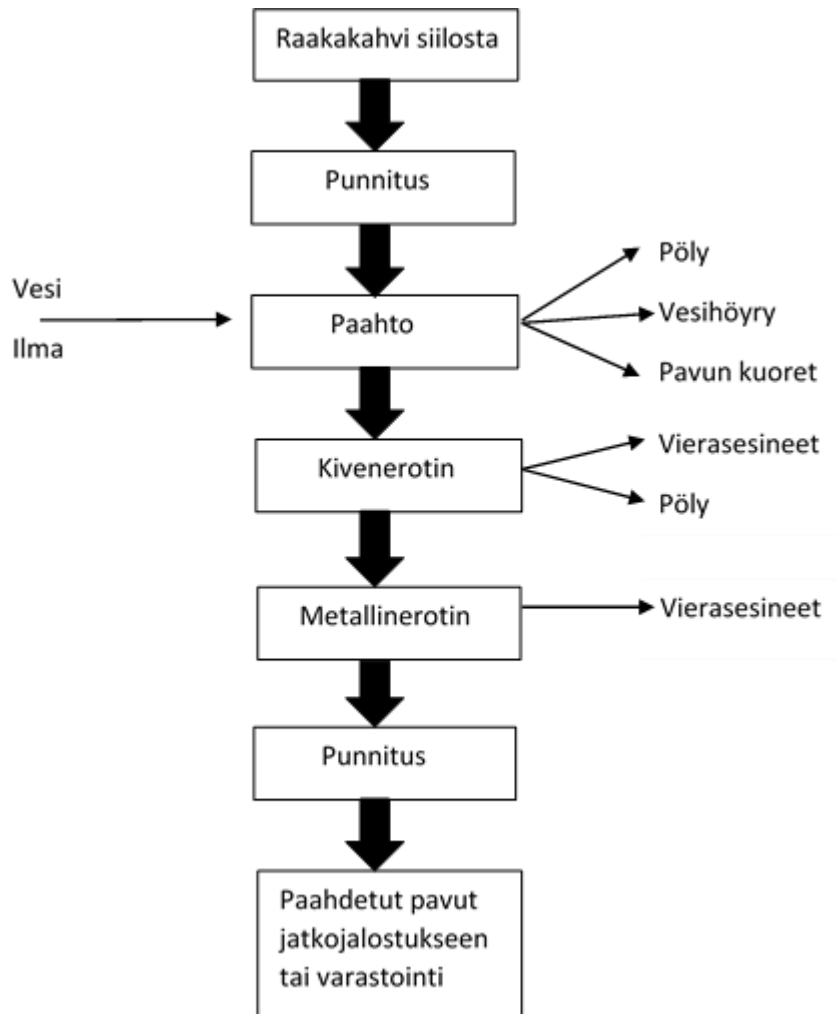 Raakakahvi siilosta
Punnitus
Vesi
Ilma
Paahto
Pöly
Vesihöyry
Pavun kuoret
Kivenerotin
Vierasesineet
Pöly
Metallinerotin
Vierasesineet
Punnitus
Paahdetut pavut
jatkojalostukseen
tai varastointi